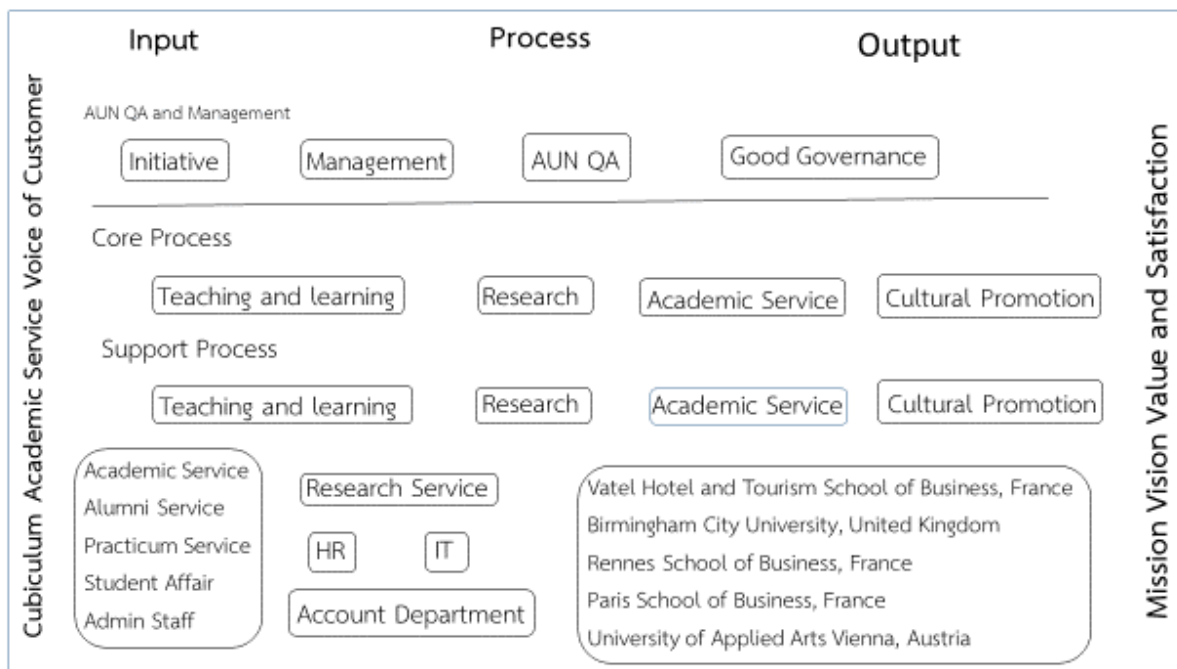 Input Process Output
Cubiculum Academic Service Voice of Customer
AUN QA and Management
Initiative Management AUN QA Good Governance
Core Process
Teaching and learning Research Academic Service Cultural Promotion
Support Process
Teaching and learning Research Academic Service Cultural Promotion
Academic Service
Alumni Service
Practicum Service
Student Affair
Admin Staff
Research Service
HR IT
Account Department
Vatel Hotel and Tourism School of Business, France
Birmingham City University, United Kingdom
Rennes School of Business, France
Paris School of Business, France
University of Applied Arts Vienna, Austria
Mission Vision Value and Satisfaction